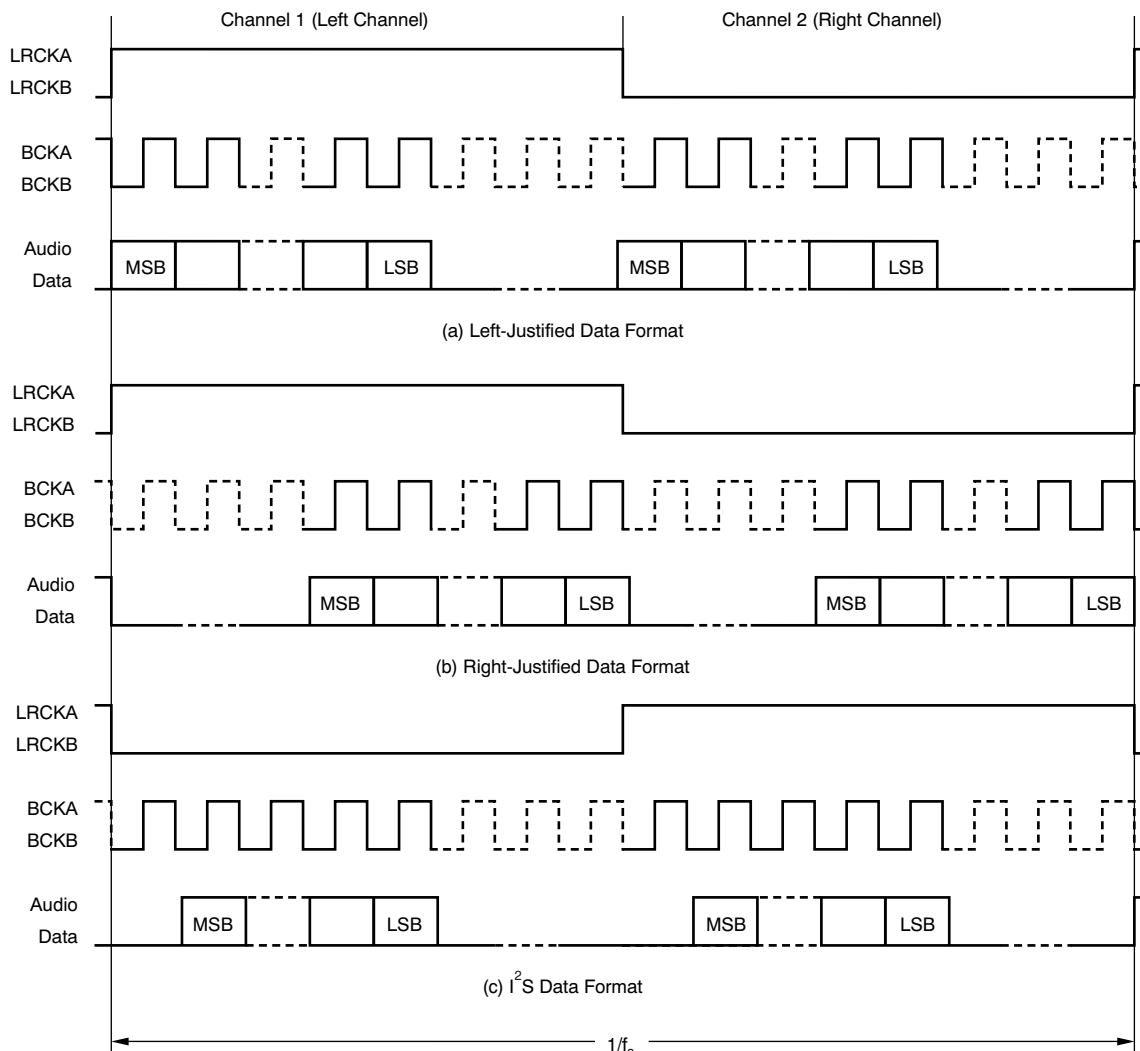 Channel 1 (Left Channel) Channel 2 (Right Channel)
LRCKA
LRCKB
BCKA
BCKB
Audio
Data
MSB LSB MSB LSB
(a) Left-Justified Data Format
LRCKA
LRCKB
BCKA
BCKB
Audio
Data
MSB LSB MSB LSB
(b) Right-Justified Data Format
LRCKA
LRCKB
BCKA
BCKB
Audio
Data
MSB LSB MSB LSB
(c) I²S Data Format